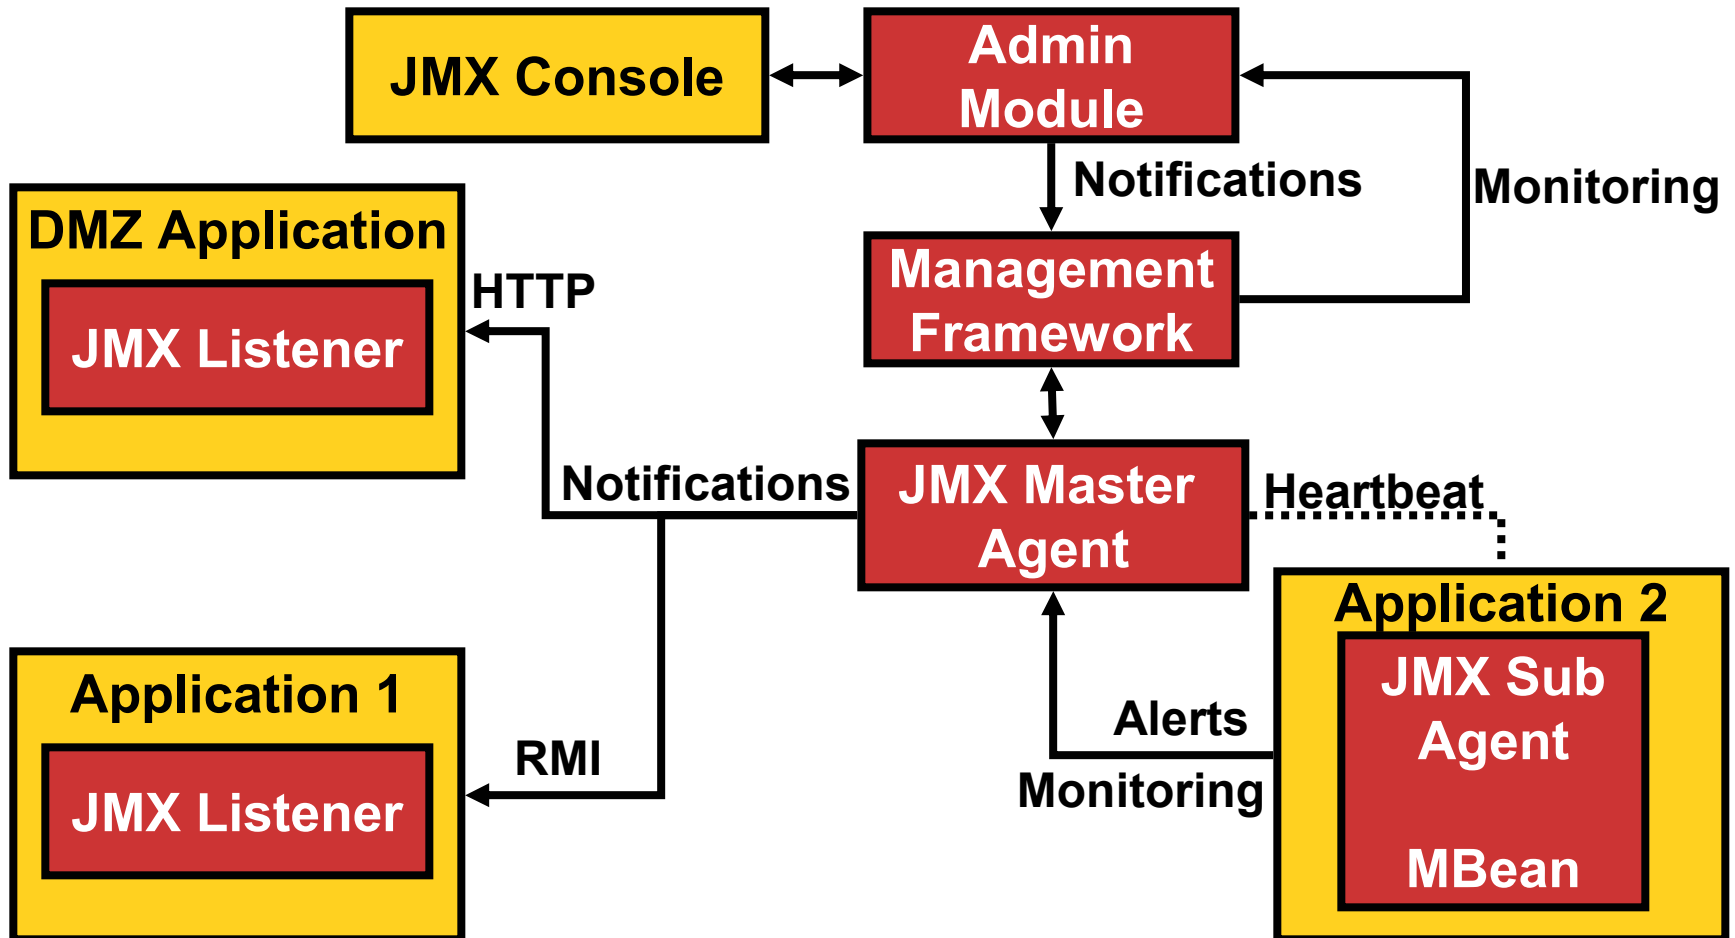 JMX Console
Admin
Module
Notifications
Monitoring
DMZ Application
JMX Listener
HTTP
Management
Framework
Notifications
JMX Master
Agent
Heartbeat
Application 2
JMX Sub
Agent
MBean
Alerts
Monitoring
Application 1
JMX Listener
RMI